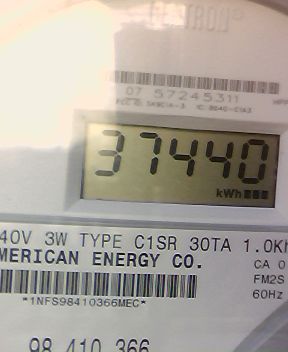 07 57245311
37440
kWh
40V 3W TYPE C1SR 30TA 1.0K
MERICAN ENERGY CO.
CA 0
FM2S
60Hz
*1NFS98410366MEC*
98 410 366